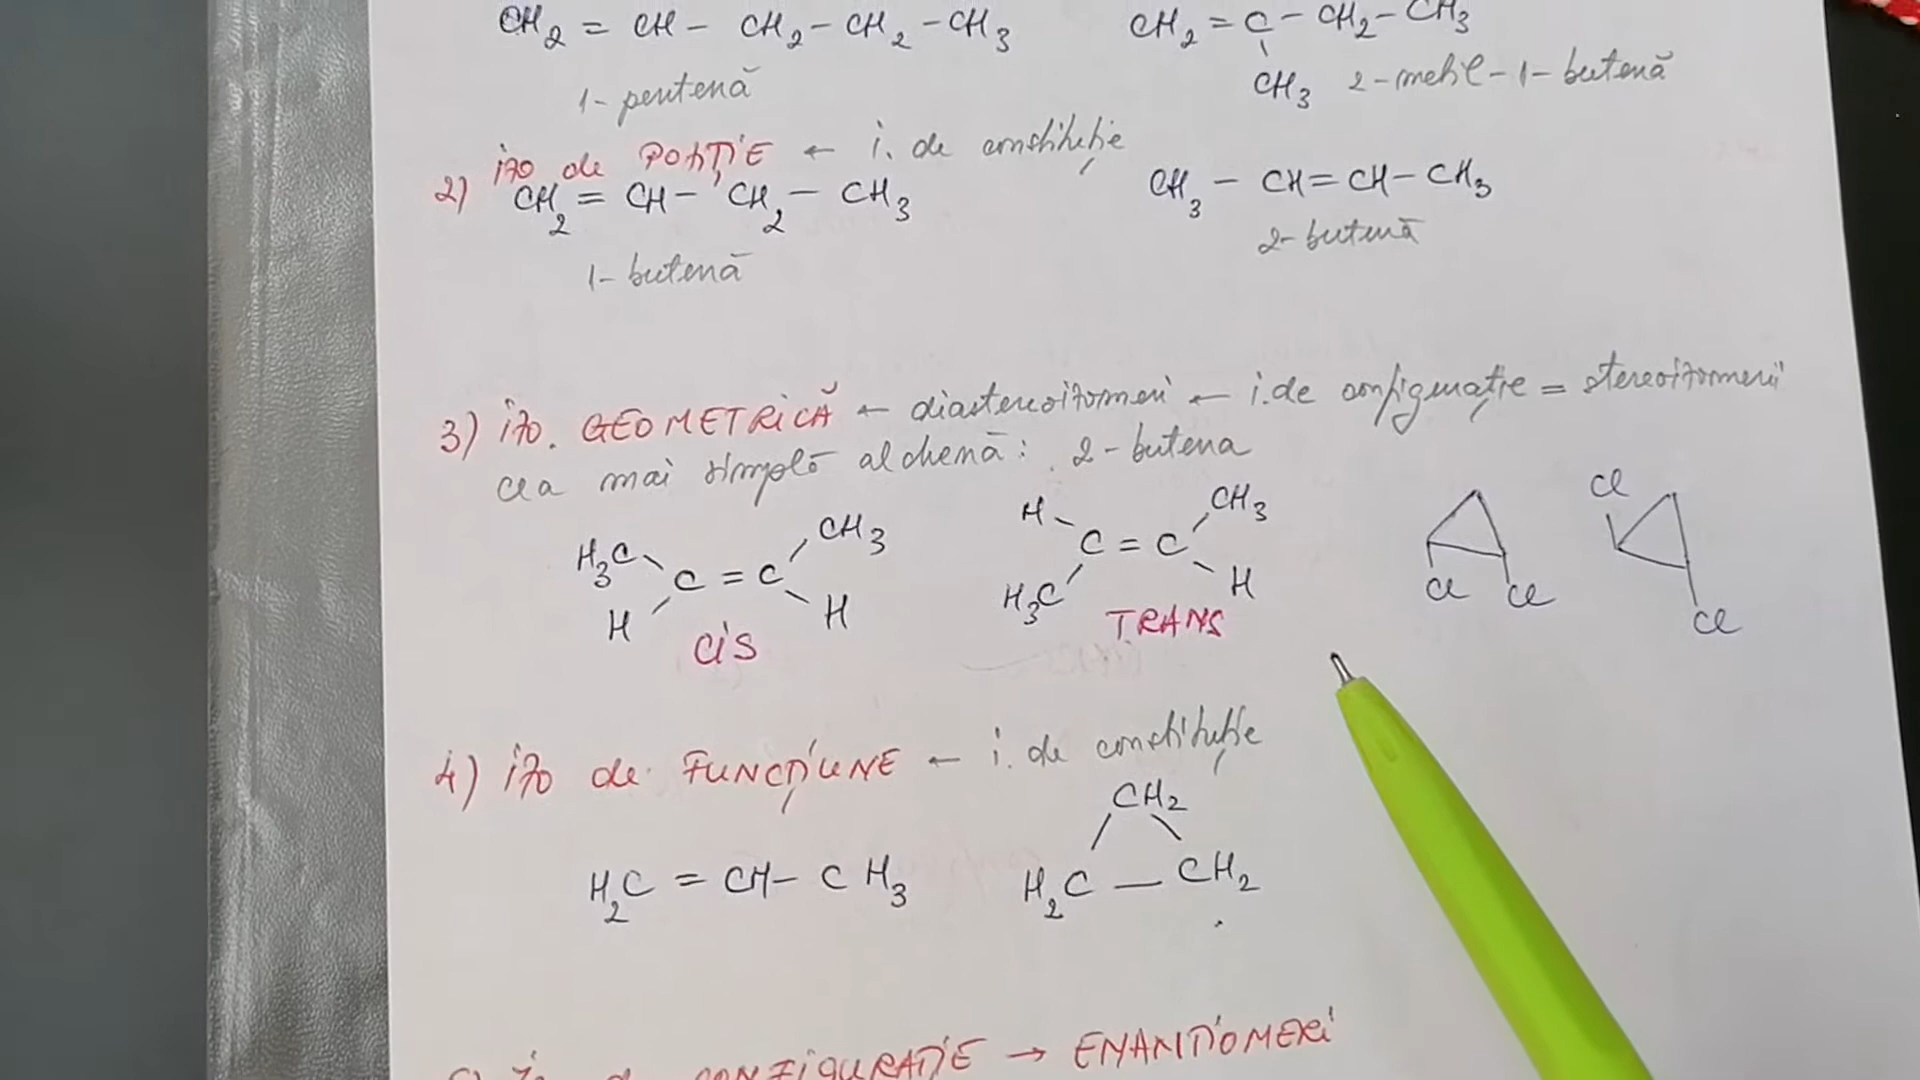 CH2 = CH - CH2 - CH2 - CH3 CH2 = C - CH2 - CH3
1- pentenă CH3 2-metil-1-butenă
2) izo de POZIȚIE ← i. de constituție
CH2 = CH - CH2 - CH3 CH3 - CH = CH - CH3
1- butenă 2- butenă
3) izo. GEOMETRICĂ ← diastereoizomeri ← i. de configurație = stereoizomerii
cea mai simplă alchenă: 2-butena
H3C CH3 H CH3 Cl
C = C C = C
H H H3C H Cl Cl
CIS TRANS Cl
4) izo de FUNCȚIUNE ← i. de constituție
CH2
H2C = CH - CH3 H2C — CH2
CONFIGURAȚIE → ENANTIOMERI